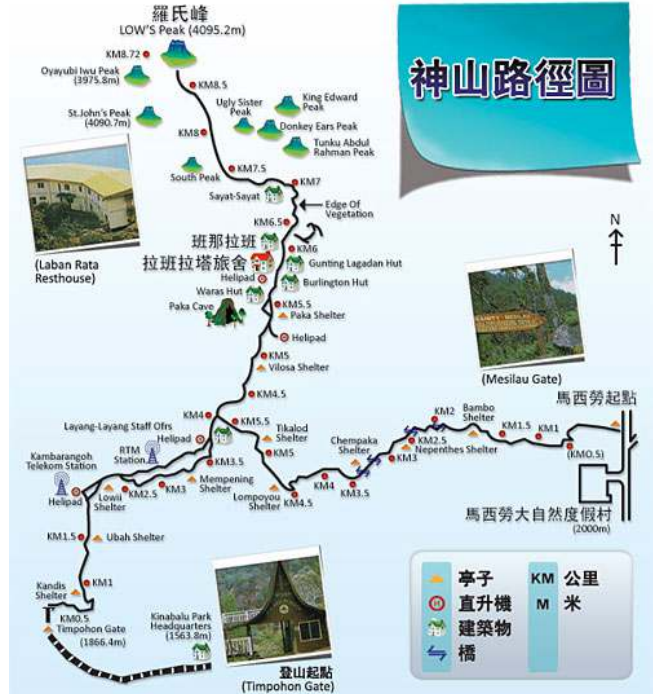 羅氏峰
LOW'S Peak (4095.2m)
神山路徑圖
KM8.72
Oyayubi Iwu Peak
(3975.8m)
KM8.5
Ugly Sister
Peak
King Edward
Peak
St.John's Peak
(4090.7m)
KM8
Donkey Ears Peak
Tunku Abdul
Rahman Peak
KM7.5
South Peak
KM7
Sayat-Sayat
Edge Of
Vegetation
KM6.5
N
班那拉班
KM6
拉班拉塔旅舍
Gunting Lagadan Hut
(Laban Rata
Resthouse)
Helipad
H
Burlington Hut
Waras Hut
Paka Cave
KM5.5
Paka Shelter
Helipad
H
KM5
Vilosa Shelter
(Mesilau Gate)
KM4.5
馬西勞起點
KM4
KM5.5
Layang-Layang Staff Ofrs
Helipad
H
Tikalod
Shelter
KM2
Bambo
Shelter
KM1.5
KM1
Chempaka
Shelter
KM2.5
Nepenthes Shelter
(KM0.5)
RTM
Station
Kambarangoh
Telekom Station
KM5
KM3
KM3.5
KM4
KM3.5
Mempening
Shelter
Lompoyou
Shelter
KM4.5
Helipad
H
Lowii
Shelter
KM2.5
KM3
馬西勞大自然度假村
(2000m)
KM1.5
Ubah Shelter
KM1
Kandis
Shelter
KM0.5
Timpohon Gate
(1866.4m)
Kinabalu Park
Headquarters
(1563.8m)
登山起點
(Timpohon Gate)
亭子
KM 公里
H 直升機
M 米
建築物
橋